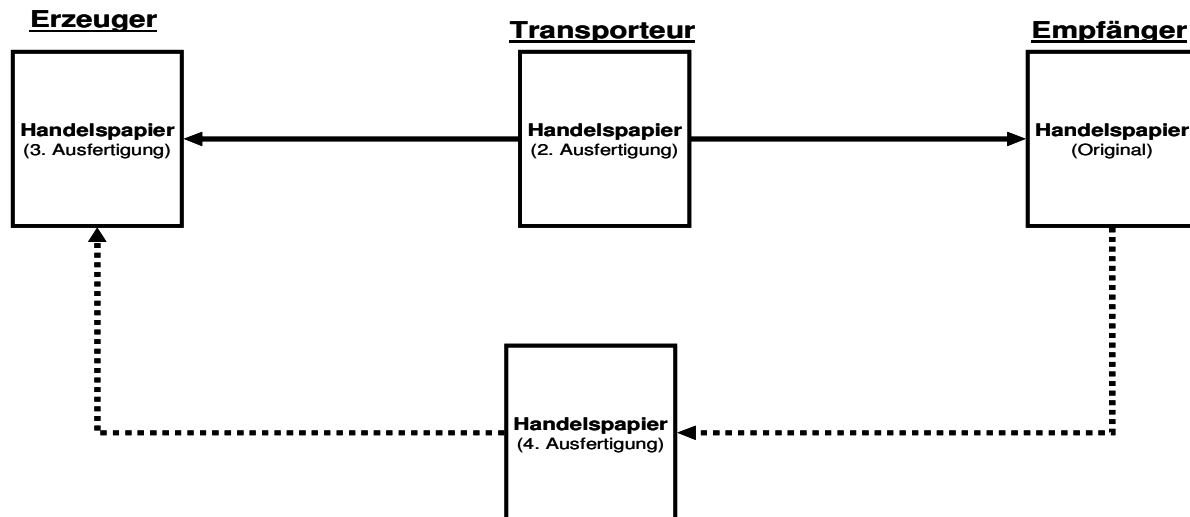 Erzeuger
Transporteur
Empfänger
Handelspapier
(3. Ausfertigung)
Handelspapier
(2. Ausfertigung)
Handelspapier
(Original)
Handelspapier
(4. Ausfertigung)